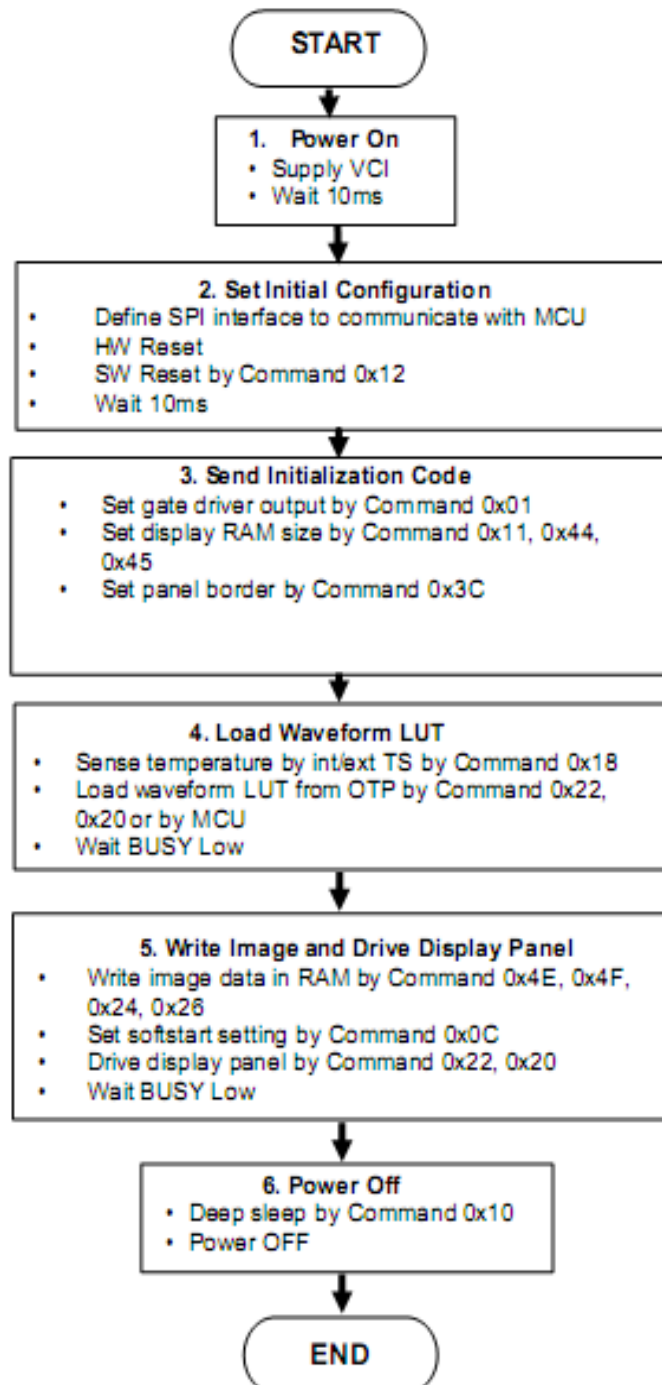 START
1. Power On
• Supply VCI
• Wait 10ms
2. Set Initial Configuration
• Define SPI interface to communicate with MCU
• HW Reset
• SW Reset by Command 0x12
• Wait 10ms
3. Send Initialization Code
• Set gate driver output by Command 0x01
• Set display RAM size by Command 0x11, 0x44,
0x45
• Set panel border by Command 0x3C
4. Load Waveform LUT
• Sense temperature by int/ext TS by Command 0x18
• Load waveform LUT from OTP by Command 0x22,
0x20 or by MCU
• Wait BUSY Low
5. Write Image and Drive Display Panel
• Write image data in RAM by Command 0x4E, 0x4F,
0x24, 0x26
• Set softstart setting by Command 0x0C
• Drive display panel by Command 0x22, 0x20
• Wait BUSY Low
6. Power Off
• Deep sleep by Command 0x10
• Power OFF
END